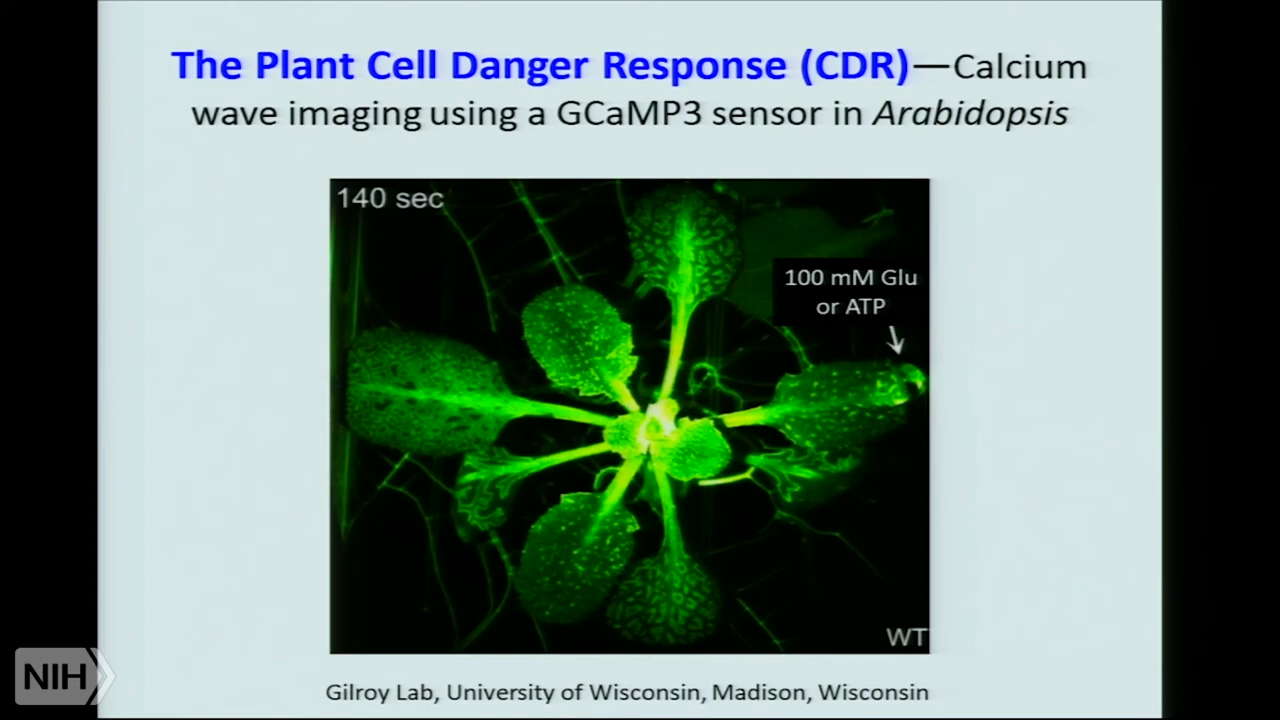 The Plant Cell Danger Response (CDR)—Calcium
wave imaging using a GCaMP3 sensor in Arabidopsis
140 sec
100 mM Glu
or ATP
WT
NIH
Gilroy Lab, University of Wisconsin, Madison, Wisconsin